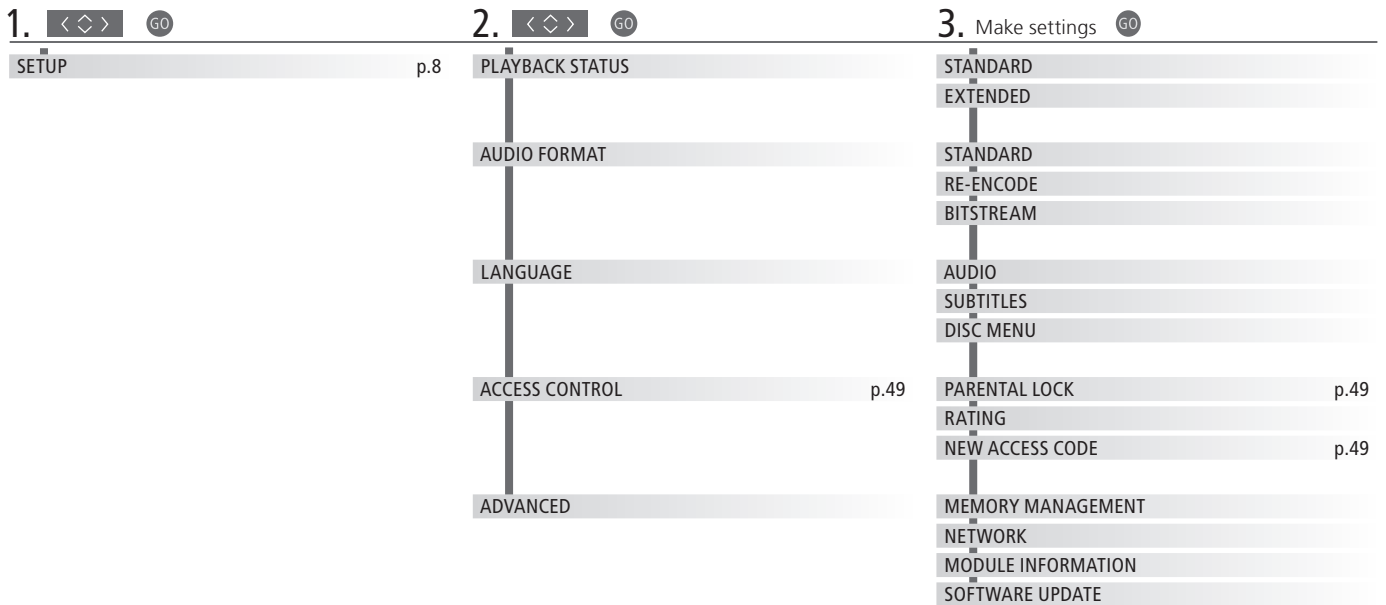 1. GO
SETUP p.8
2. GO
PLAYBACK STATUS
AUDIO FORMAT
LANGUAGE
ACCESS CONTROL p.49
ADVANCED
3. Make settings GO
STANDARD
EXTENDED
STANDARD
RE-ENCODE
BITSTREAM
AUDIO
SUBTITLES
DISC MENU
PARENTAL LOCK p.49
RATING
NEW ACCESS CODE p.49
MEMORY MANAGEMENT
NETWORK
MODULE INFORMATION
SOFTWARE UPDATE